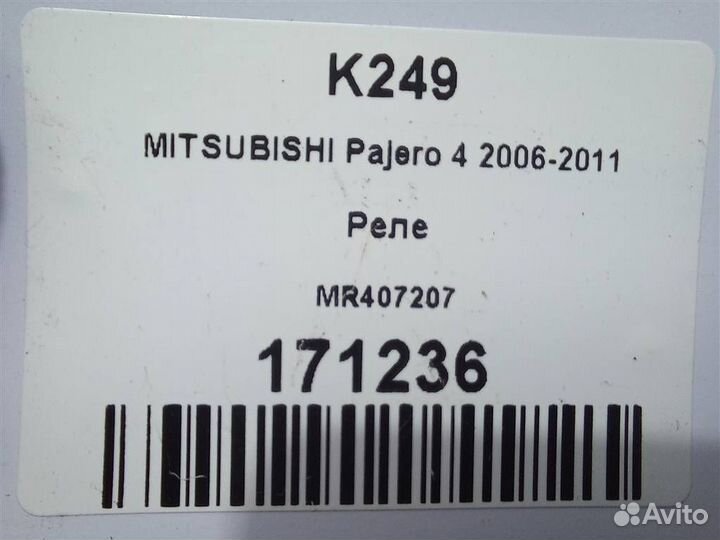 K249
MITSUBISHI Pajero 4 2006-2011
Реле
MR407207
171236
Avito